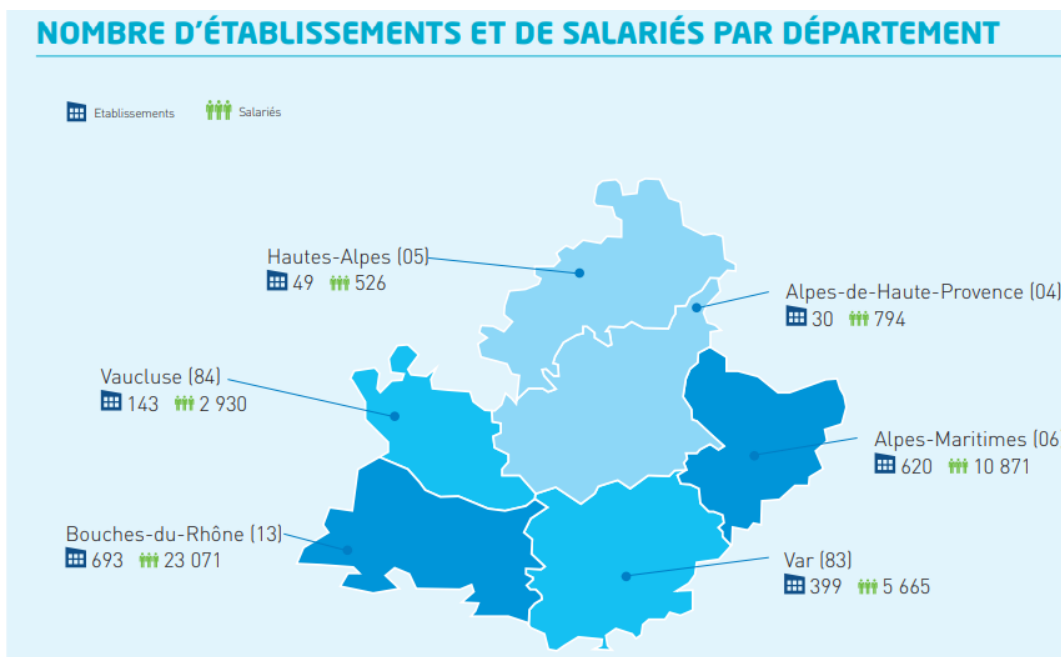 NOMBRE D'ÉTABLISSEMENTS ET DE SALARIÉS PAR DÉPARTEMENT
Etablissements Salariés
Hautes-Alpes (05)
49 526
Alpes-de-Haute-Provence (04)
30 794
Vaucluse (84)
143 2 930
Alpes-Maritimes (06
620 10 871
Bouches-du-Rhône (13)
693 23 071
Var (83)
399 5 665